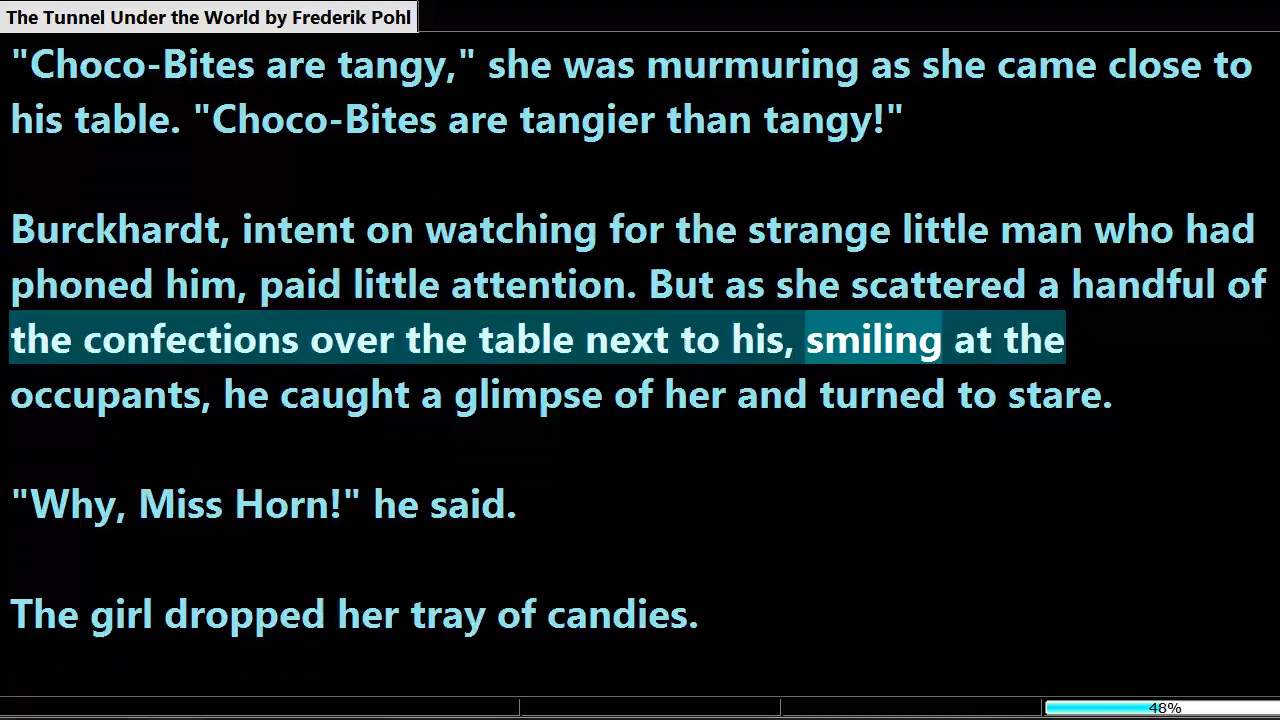 The Tunnel Under the World by Frederik Pohl
"Choco-Bites are tangy," she was murmuring as she came close to
his table. "Choco-Bites are tangier than tangy!"
Burckhardt, intent on watching for the strange little man who had
phoned him, paid little attention. But as she scattered a handful of
the confections over the table next to his, smiling at the
occupants, he caught a glimpse of her and turned to stare.
"Why, Miss Horn!" he said.
The girl dropped her tray of candies.
48%